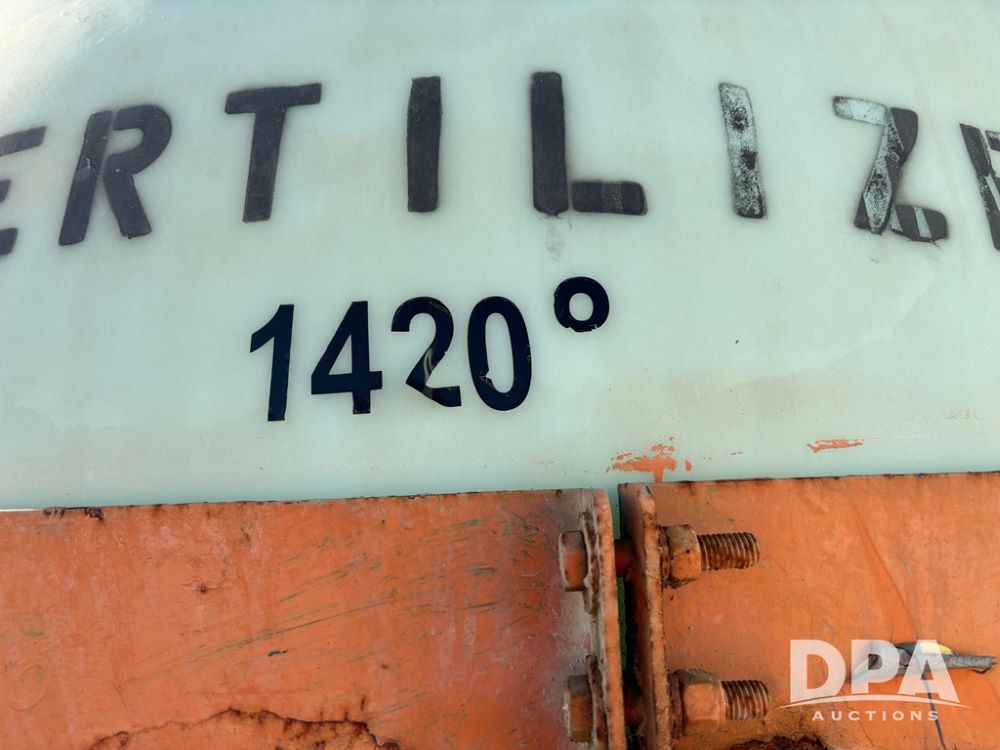 ERTILIZE
1420°
DPA
AUCTIONS